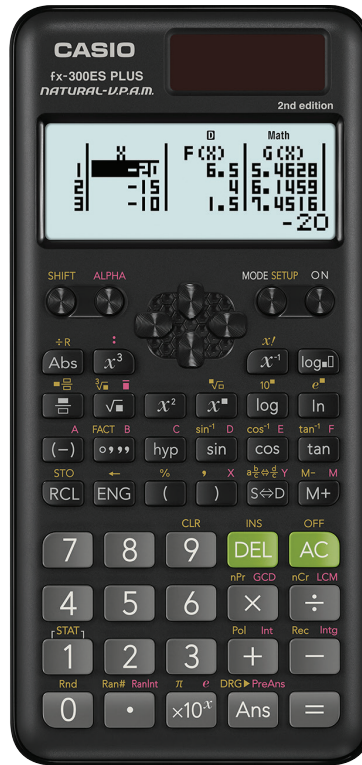 CASIO
fx-300ES PLUS
NATURAL-V.P.A.M.
2nd edition
D Math
X F(X) G(X)
1 -20 6.5 5.4628
2 -15 4 6.1459
3 -10 1.5 7.4516
-20
SHIFT ALPHA MODE SETUP ON
÷R : x!
Abs x³ x⁻¹ log■▯
■ ³√■ ■√▯ 10■ e■
√■ x² x■ log ln
A FACT B C sin⁻¹ D cos⁻¹ E tan⁻¹ F
(−) °,,, hyp sin cos tan
STO ← % , X a b/c⇔d/c Y M− M
RCL ENG ( ) S⇔D M+
CLR INS OFF
7 8 9 DEL AC
nPr GCD nCr LCM
4 5 6 × ÷
STAT Pol Int Rec Intg
1 2 3 + −
Rnd Ran# RanInt π e DRG▶ PreAns
0 • ×10ˣ Ans =